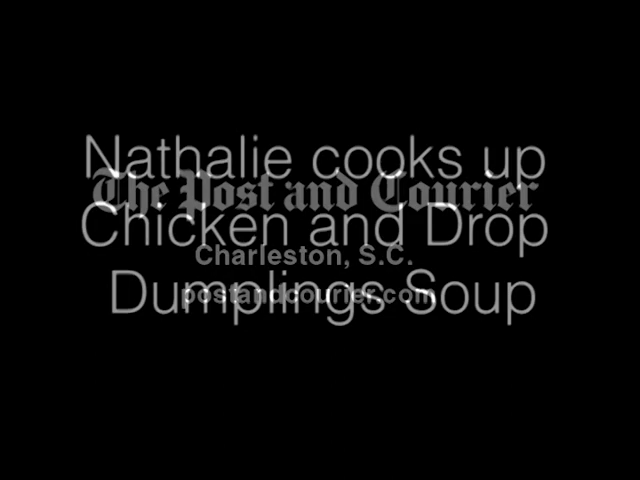 Nathalie cooks up
The Post and Courier
Chicken and Drop
Charleston, S.C.
Dumplings Soup
postandcourier.com